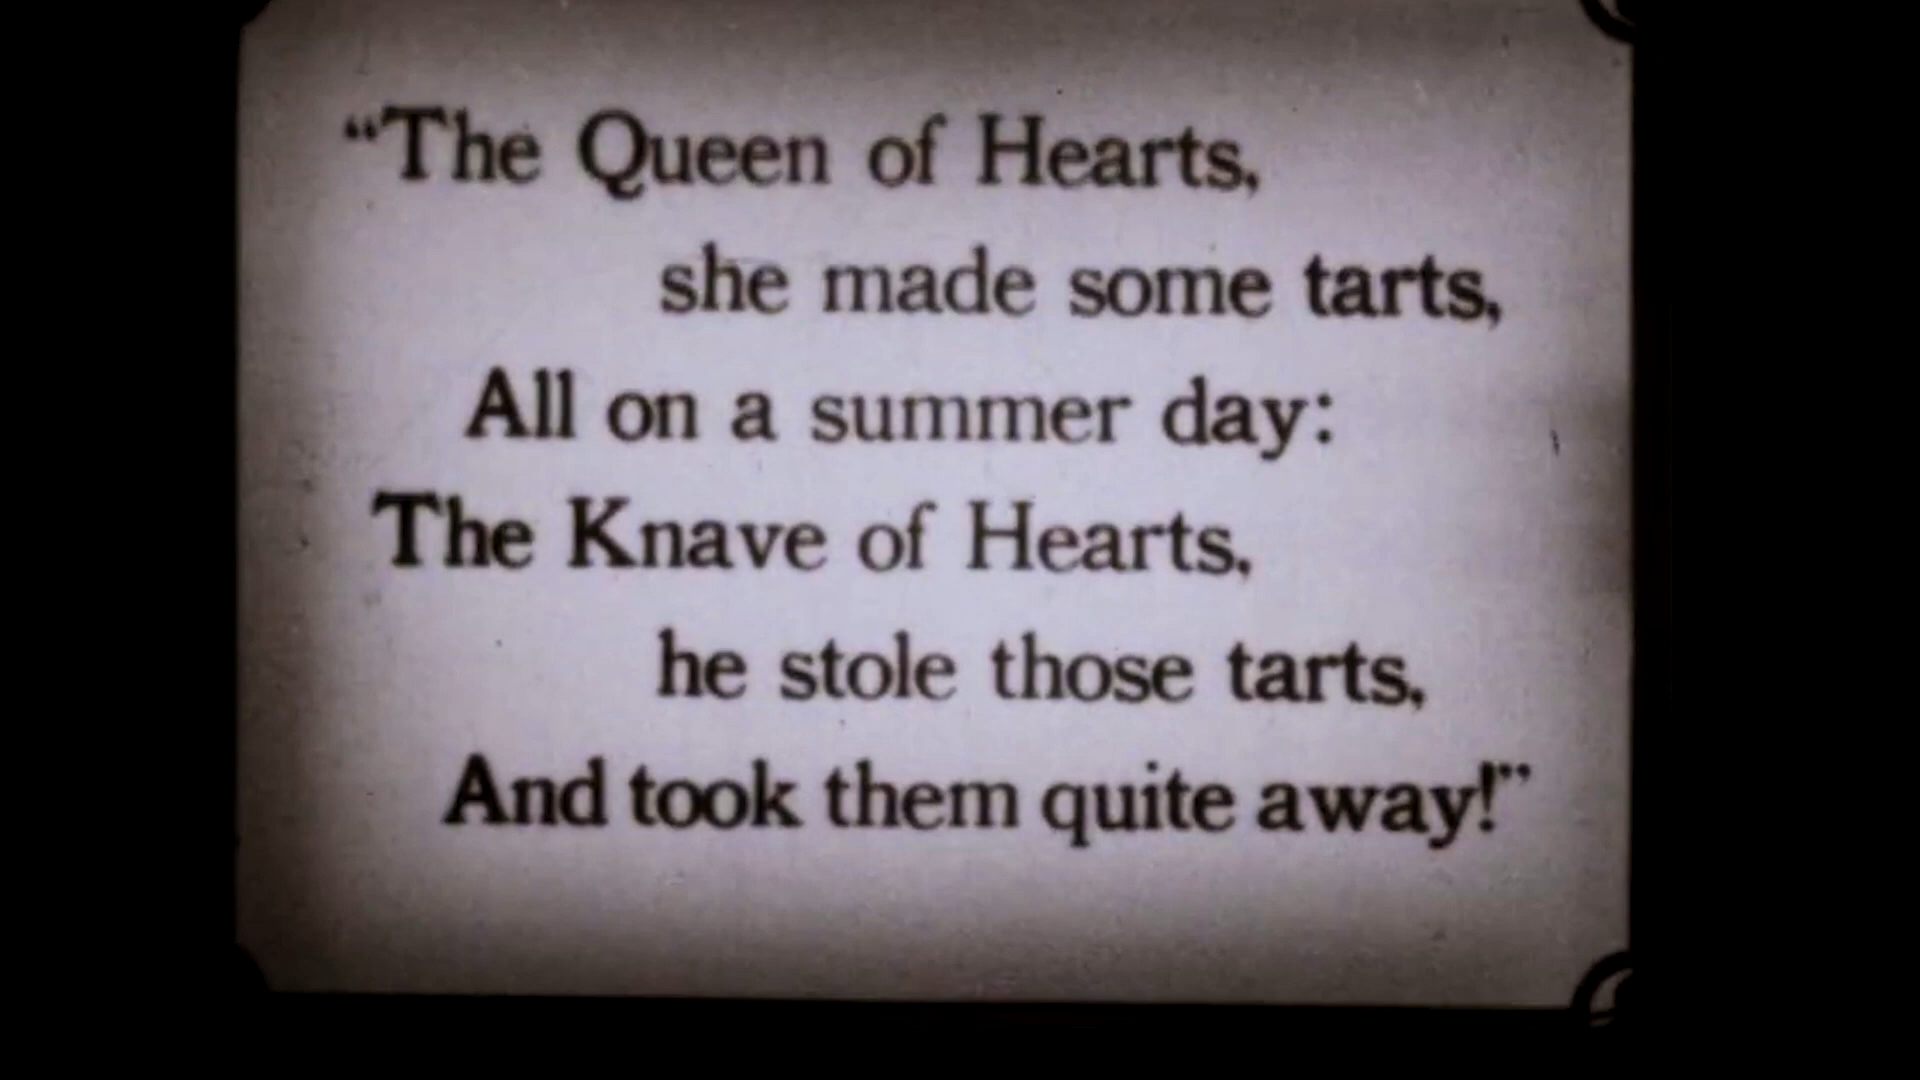 “The Queen of Hearts,
she made some tarts,
All on a summer day:
The Knave of Hearts,
he stole those tarts,
And took them quite away!”